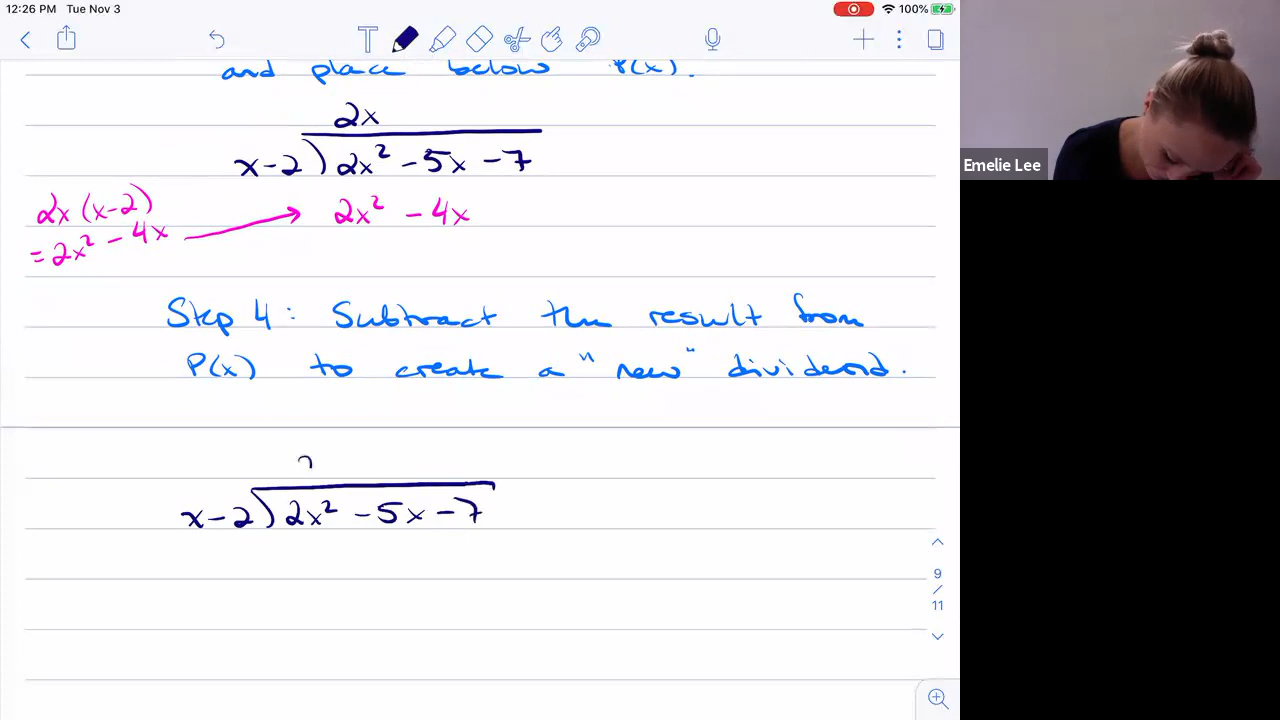 12:26 PM Tue Nov 3
100%
T
and place below P(x).
2x
x-2) 2x² -5x -7
2x (x-2)
= 2x² - 4x
2x² - 4x
Step 4: Subtract the result from
P(x) to create a "new" dividend.
x-2) 2x² -5x -7
9
/
11
Emelie Lee